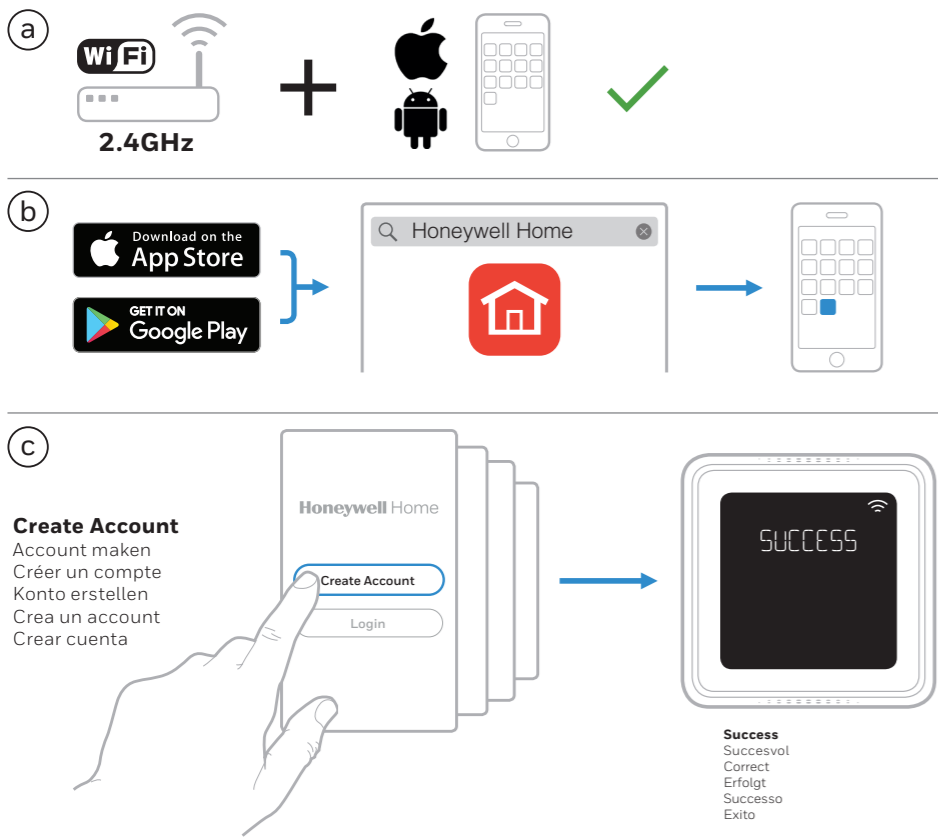 a
Wi Fi
2.4GHz
b
Download on the
App Store
GET IT ON
Google Play
Honeywell Home
c
Create Account
Account maken
Créer un compte
Konto erstellen
Crea un account
Crear cuenta
Honeywell Home
Create Account
Login
SUCCESS
Success
Succesvol
Correct
Erfolgt
Successo
Exito